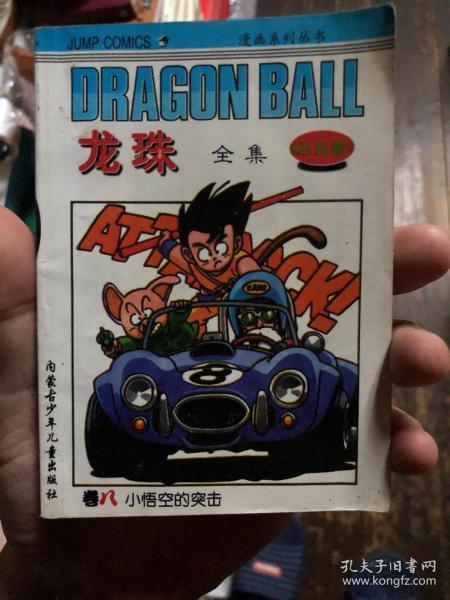 JUMP COMICS 漫画系列丛书
DRAGON BALL
龙珠 全集
KAME
8
内蒙古少年儿童出版社
卷八 小悟空的突击
孔夫子旧书网
www.kongfz.com